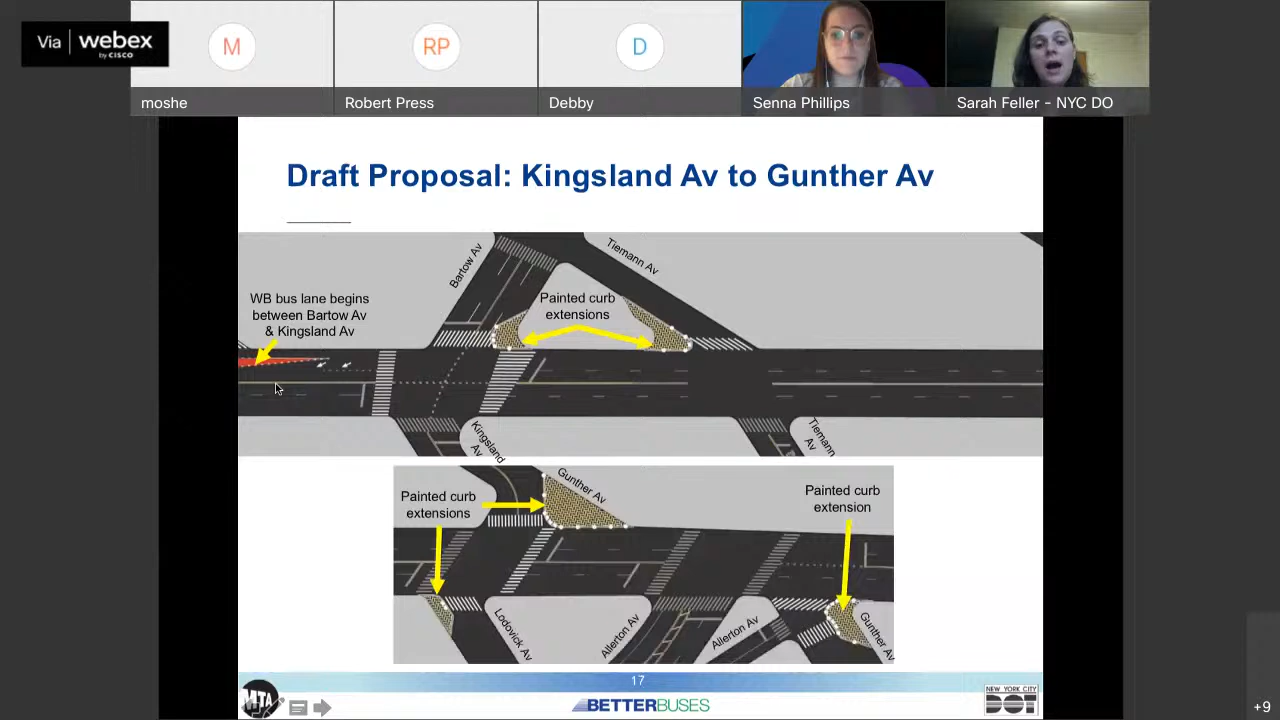 Via | webex
by CISCO
M
RP
D
moshe
Robert Press
Debby
Senna Phillips
Sarah Feller - NYC DO
Draft Proposal: Kingsland Av to Gunther Av
Bartow Av
Tiemann Av
WB bus lane begins
between Bartow Av
& Kingsland Av
Painted curb
extensions
Kingsland
Av
Tiemann
Av
Gunther Av
Painted curb
extensions
Painted curb
extension
Lodovick Av
Allerton Av
Allerton Av
Gunther Av
17
MTA
BETTERBUSES
NEW YORK CITY
DOT
+9